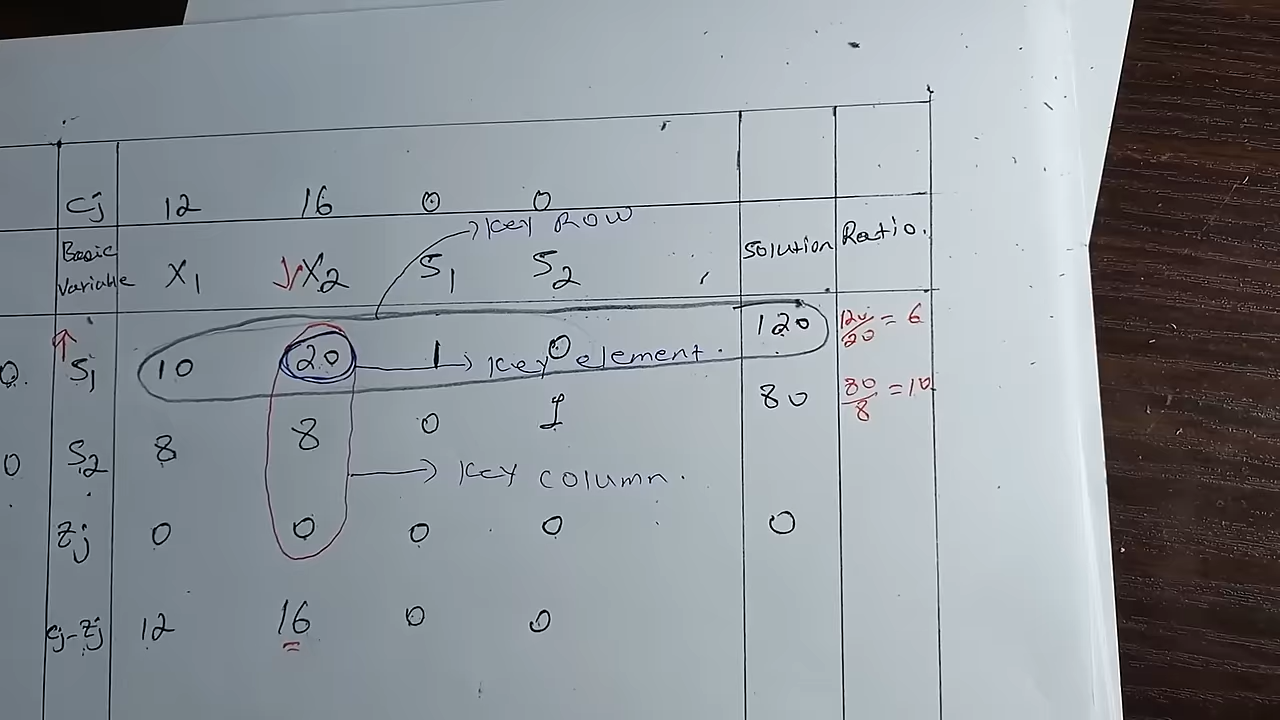 Cj 12 16 0 0
Key Row
Basic Variable X1 X2 S1 S2 Solution Ratio.
0. S1 10 20 1 0 120 120/20 = 6
Key element.
0 S2 8 8 0 1 80 80/8 = 10
Key column.
Zj 0 0 0 0 0
Cj-Zj 12 16 0 0